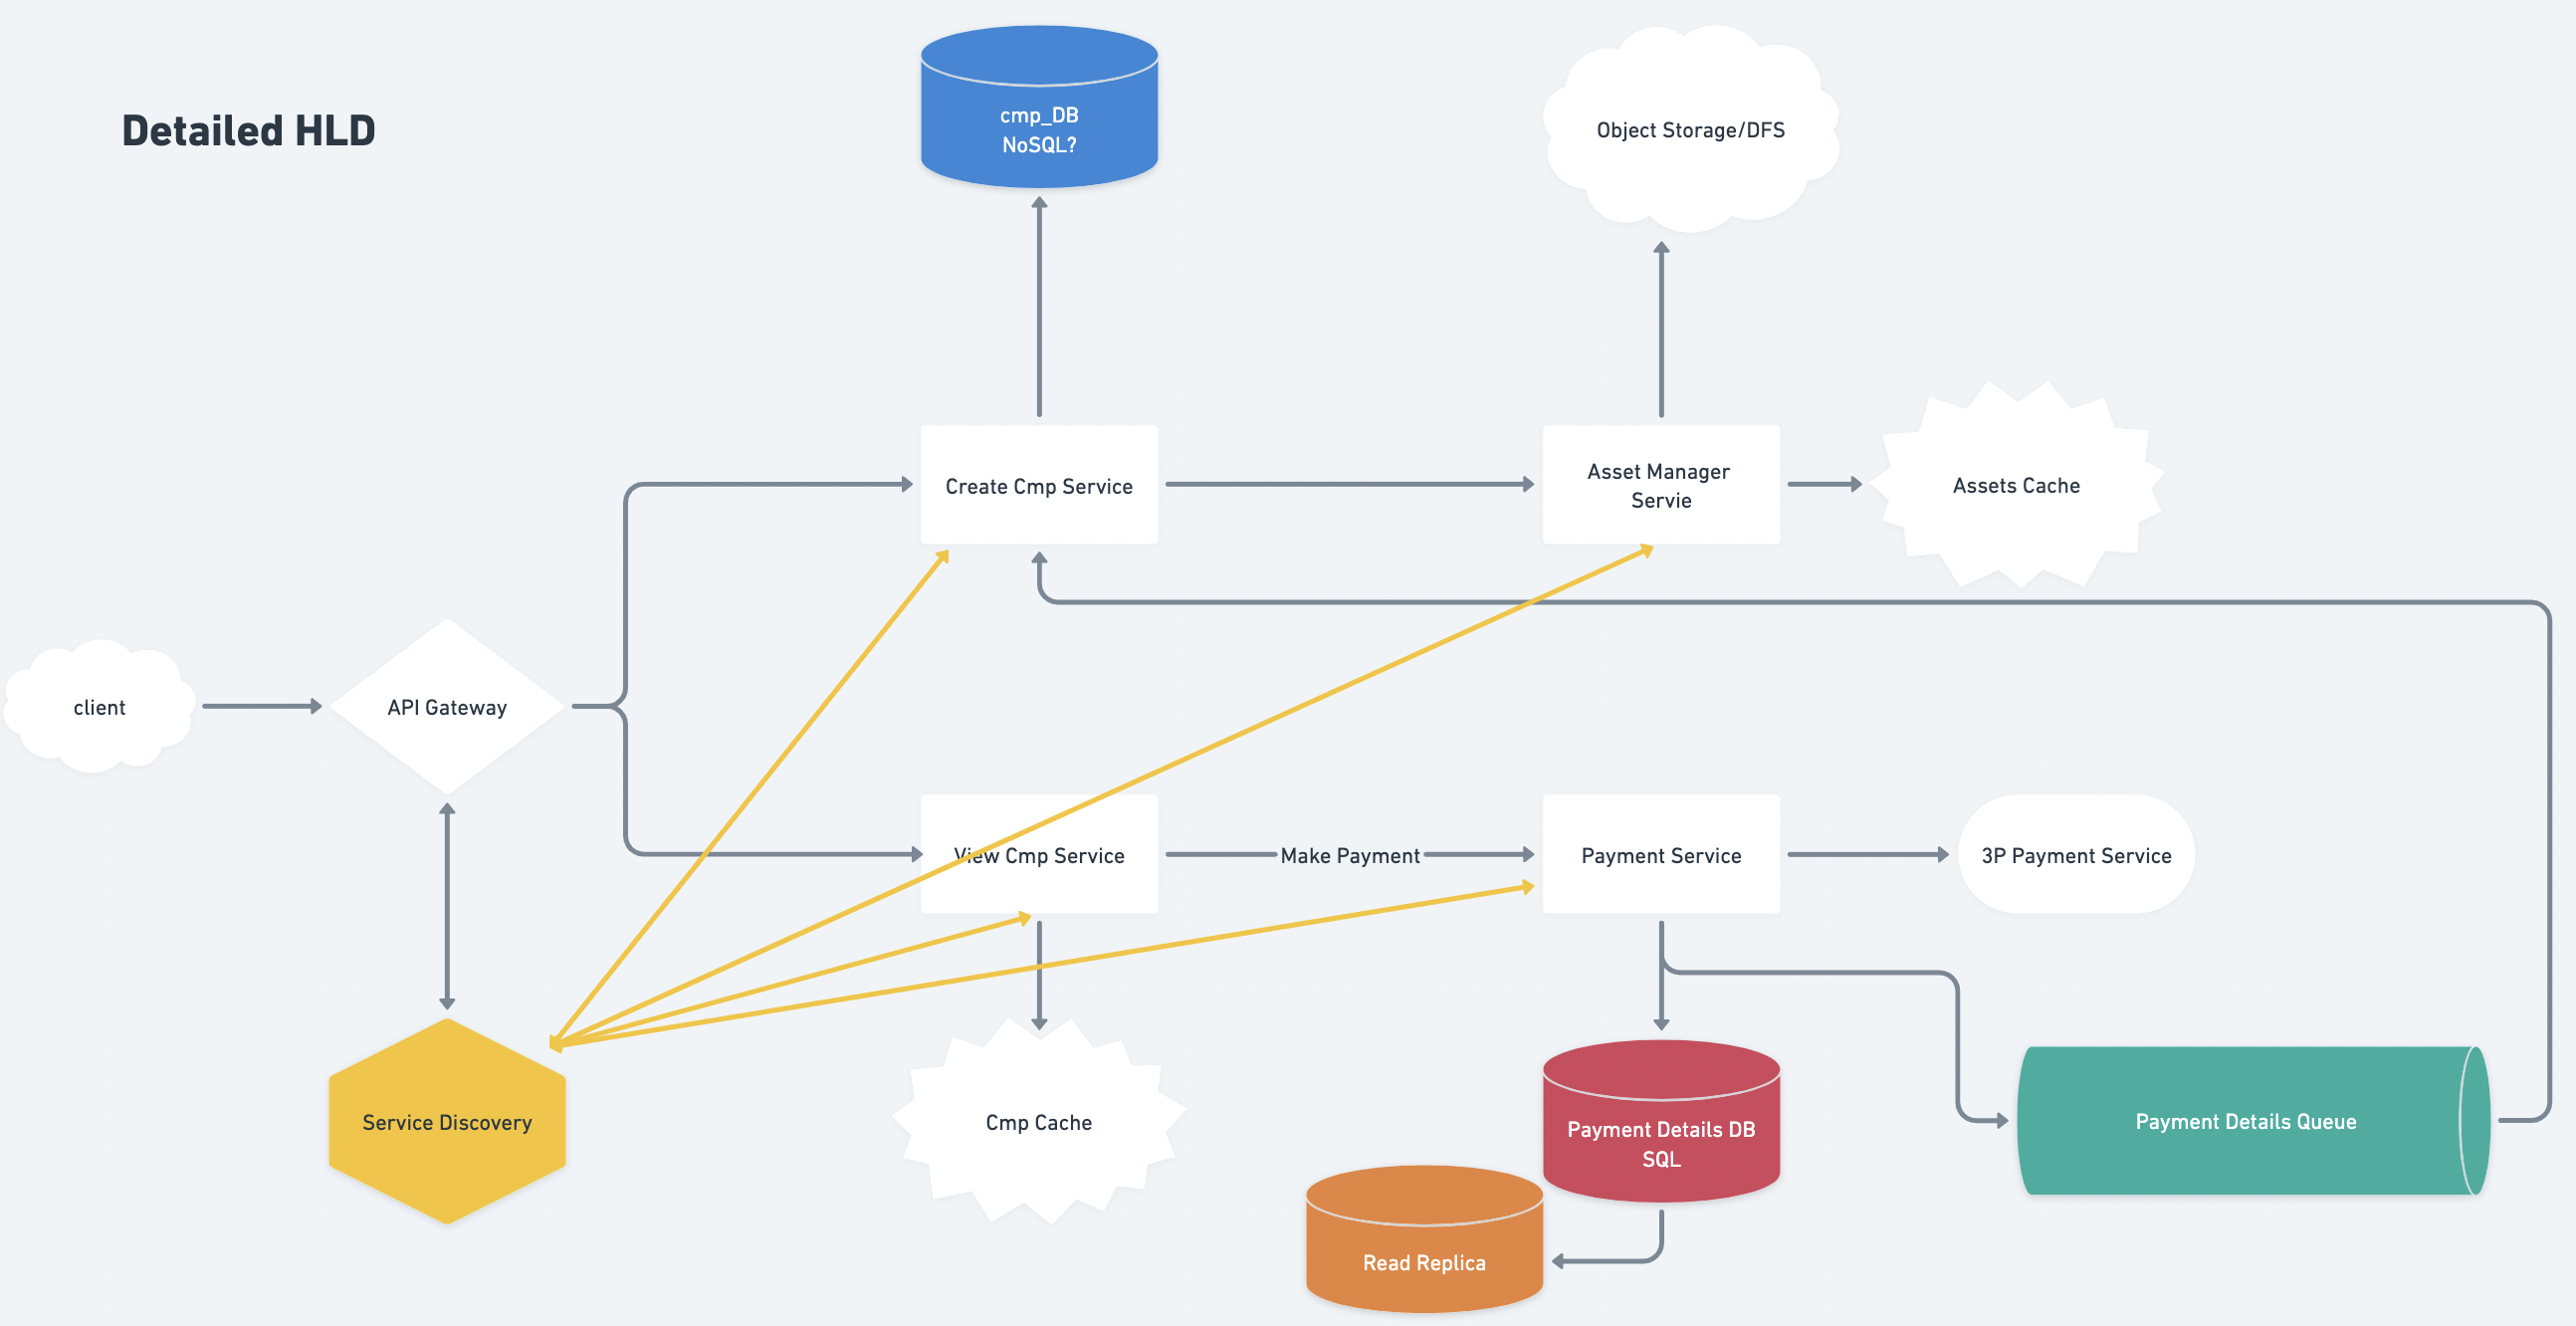 Detailed HLD
cmp_DB
NoSQL?
Object Storage/DFS
Create Cmp Service
Asset Manager
Servie
Assets Cache
client
API Gateway
View Cmp Service
Make Payment
Payment Service
3P Payment Service
Service Discovery
Cmp Cache
Payment Details DB
SQL
Payment Details Queue
Read Replica